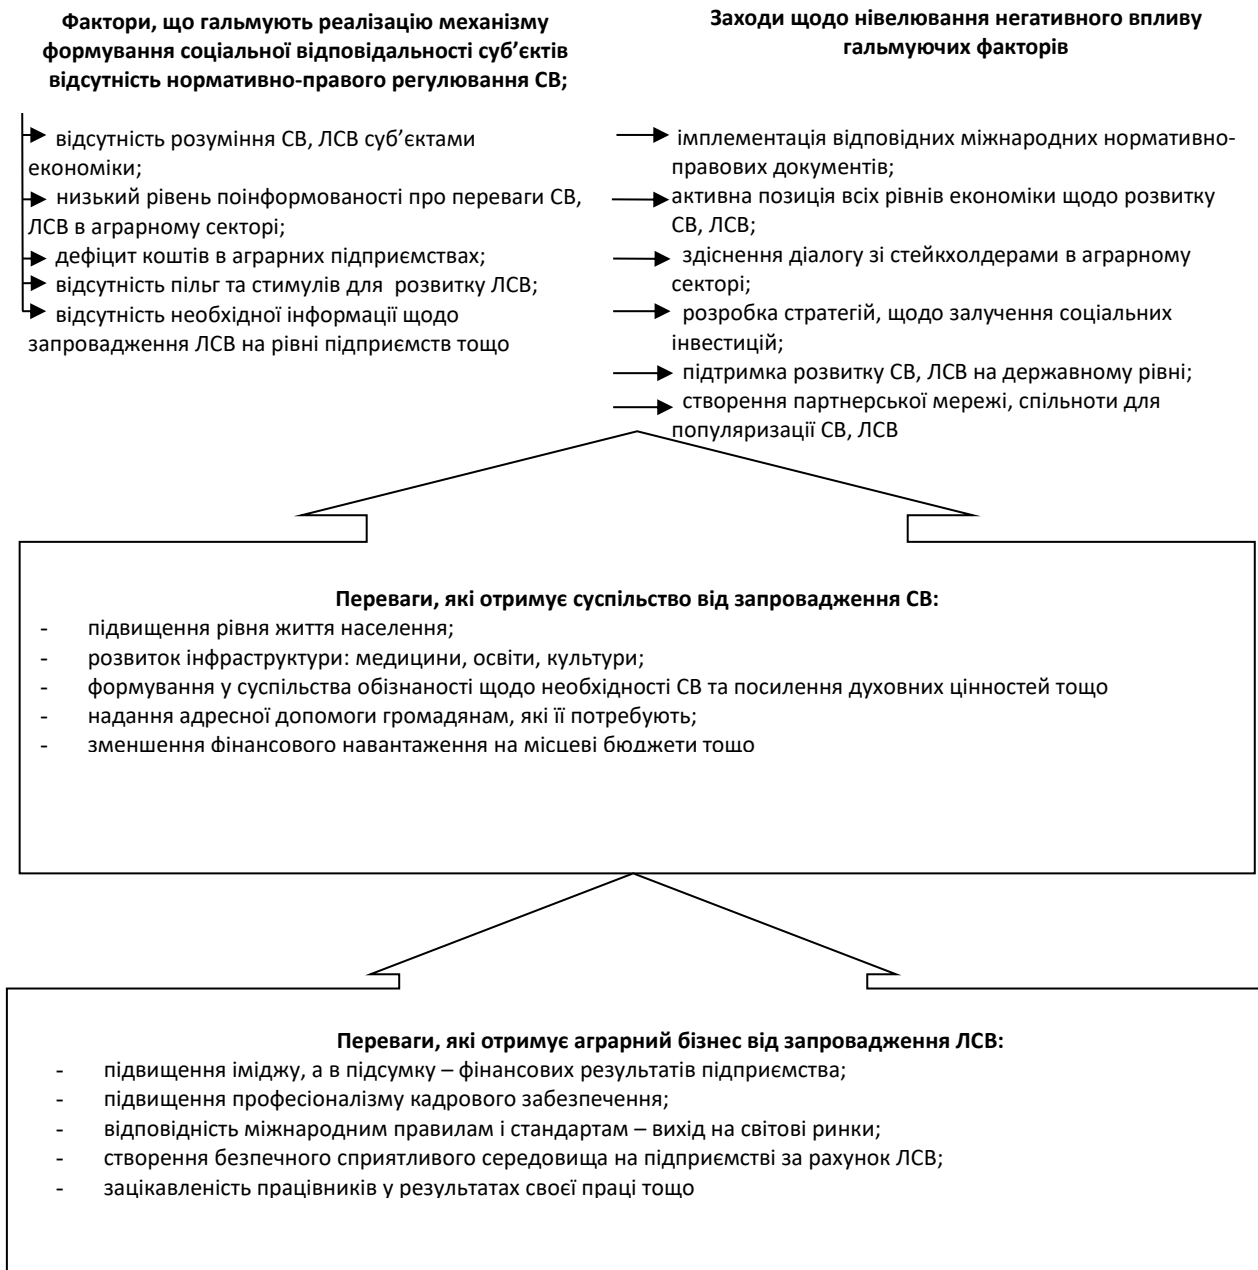 Фактори, що гальмують реалізацію механізму
формування соціальної відповідальності суб’єктів
відсутність нормативно-правого регулювання СВ;
відсутність розуміння СВ, ЛСВ суб’єктами
економіки;
низький рівень поінформованості про переваги СВ,
ЛСВ в аграрному секторі;
дефіцит коштів в аграрних підприємствах;
відсутність пільг та стимулів для розвитку ЛСВ;
відсутність необхідної інформації щодо
запровадження ЛСВ на рівні підприємств тощо
Заходи щодо нівелювання негативного впливу
гальмуючих факторів
імплементація відповідних міжнародних нормативно-
правових документів;
активна позиція всіх рівнів економіки щодо розвитку
СВ, ЛСВ;
здіснення діалогу зі стейкхолдерами в аграрному
секторі;
розробка стратегій, щодо залучення соціальних
інвестицій;
підтримка розвитку СВ, ЛСВ на державному рівні;
створення партнерської мережі, спільноти для
популяризації СВ, ЛСВ
Переваги, які отримує суспільство від запровадження СВ:
- підвищення рівня життя населення;
- розвиток інфраструктури: медицини, освіти, культури;
- формування у суспільства обізнаності щодо необхідності СВ та посилення духовних цінностей тощо
- надання адресної допомоги громадянам, які її потребують;
- зменшення фінансового навантаження на місцеві бюджети тощо
Переваги, які отримує аграрний бізнес від запровадження ЛСВ:
- підвищення іміджу, а в підсумку – фінансових результатів підприємства;
- підвищення професіоналізму кадрового забезпечення;
- відповідність міжнародним правилам і стандартам – вихід на світові ринки;
- створення безпечного сприятливого середовища на підприємстві за рахунок ЛСВ;
- зацікавленість працівників у результатах своєї праці тощо